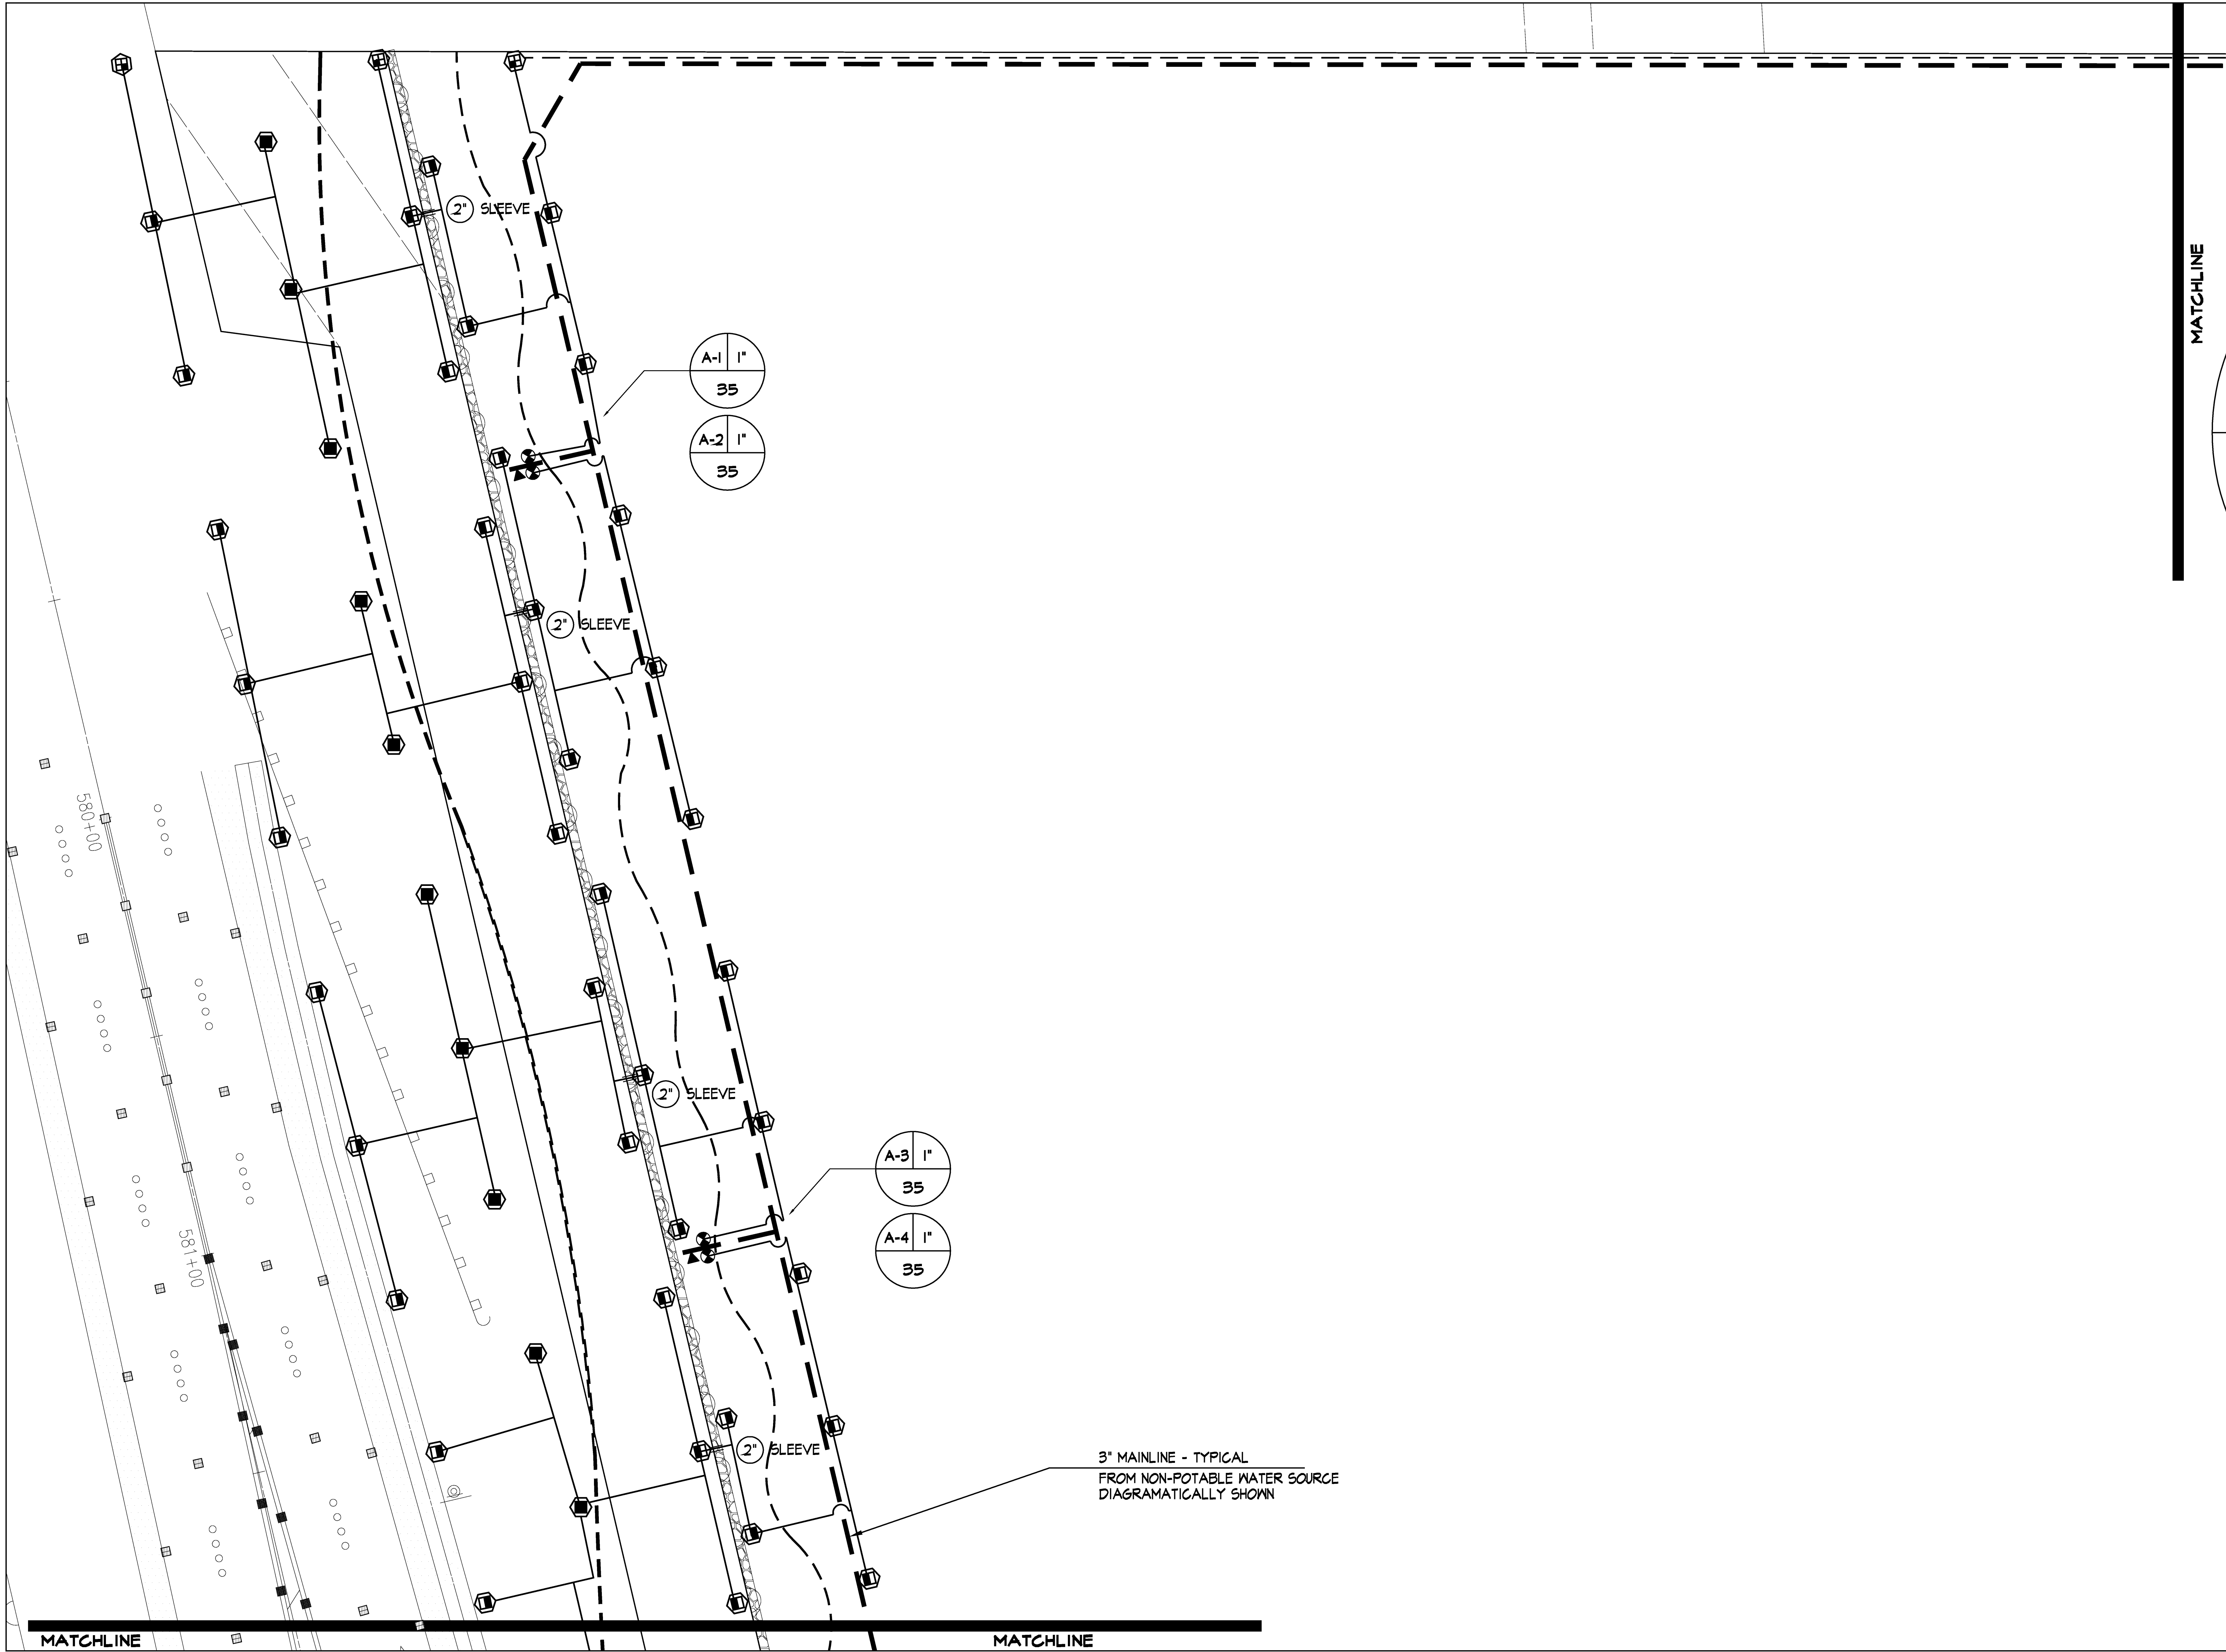 2" SLEEVE
MATCHLINE
A-1 1"
35
A-2 1"
35
2" SLEEVE
580+00
2" SLEEVE
A-3 1"
35
A-4 1"
35
581+00
2" SLEEVE
3" MAINLINE - TYPICAL
FROM NON-POTABLE WATER SOURCE
DIAGRAMATICALLY SHOWN
MATCHLINE
MATCHLINE